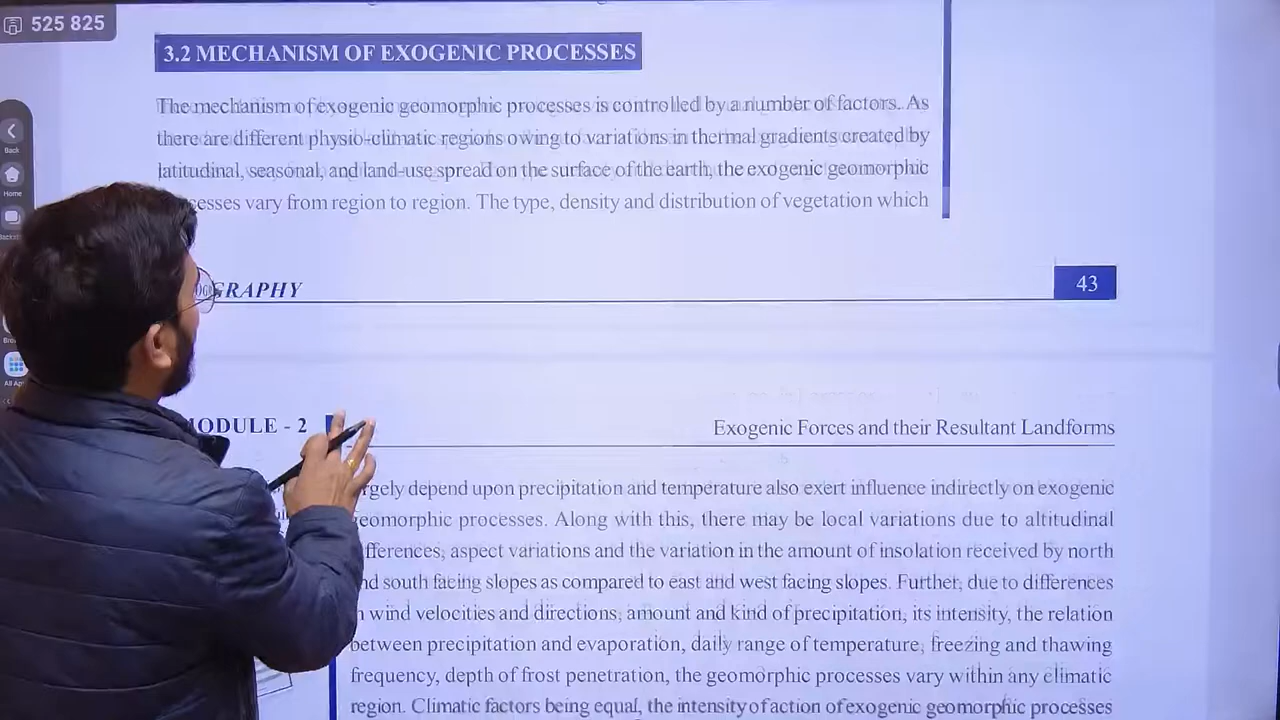 525 825
3.2 MECHANISM OF EXOGENIC PROCESSES
The mechanism of exogenic geomorphic processes is controlled by a number of factors. As
there are different physio-climatic regions owing to variations in thermal gradients created by
latitudinal, seasonal, and land-use spread on the surface of the earth, the exogenic geomorphic
cesses vary from region to region. The type, density and distribution of vegetation which
Back
Home
GRAPHY
43
All Ap
MODULE - 2
Exogenic Forces and their Resultant Landforms
rgely depend upon precipitation and temperature also exert influence indirectly on exogenic
geomorphic processes. Along with this, there may be local variations due to altitudinal
fferences, aspect variations and the variation in the amount of insolation received by north
nd south facing slopes as compared to east and west facing slopes. Further, due to differences
n wind velocities and directions, amount and kind of precipitation, its intensity, the relation
between precipitation and evaporation, daily range of temperature, freezing and thawing
frequency, depth of frost penetration, the geomorphic processes vary within any climatic
region. Climatic factors being equal, the intensity of action of exogenic geomorphic processes